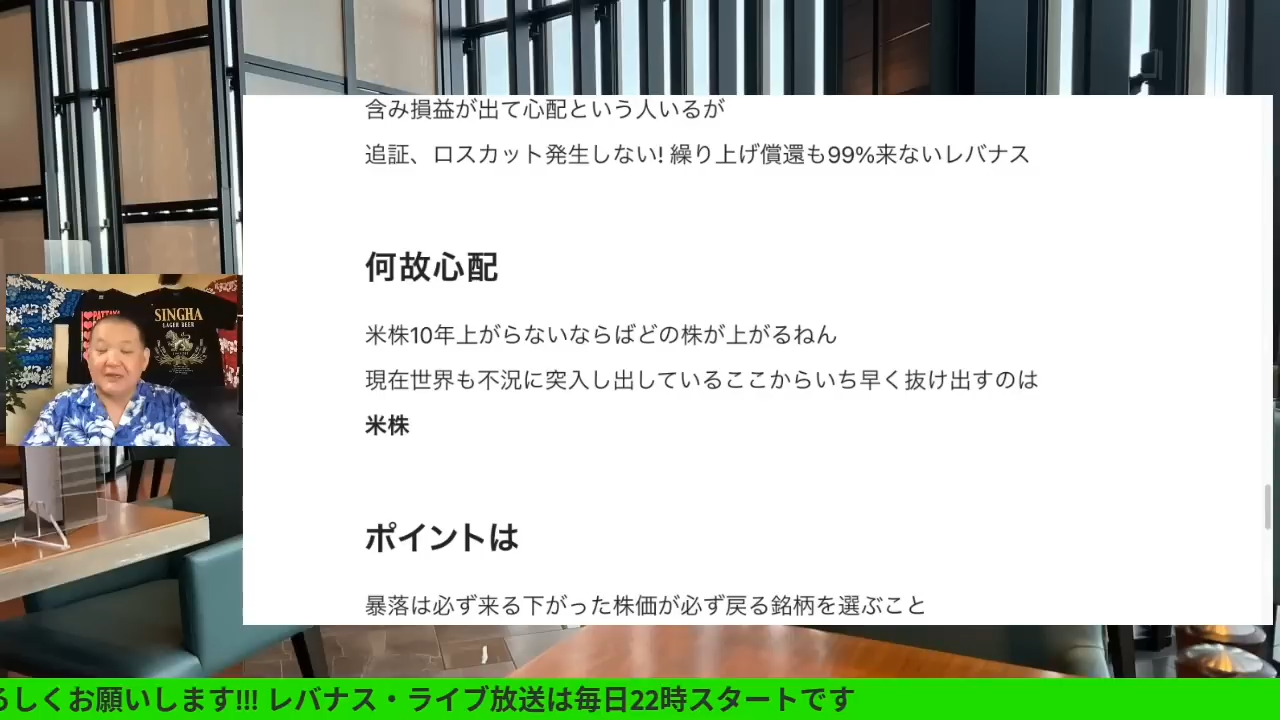 含み損益が出て心配という人いるが
追証、ロスカット発生しない! 繰り上げ償還も99%来ないレバナス
何故心配
米株10年上がらないならばどの株が上がるねん
現在世界も不況に突入し出しているここからいち早く抜け出すのは
米株
ポイントは
暴落は必ず来る下がった株価が必ず戻る銘柄を選ぶこと
PATTAYA
SINGHA
LAGER BEER
るしくお願いします!!! レバナス・ライブ放送は毎日22時スタートです